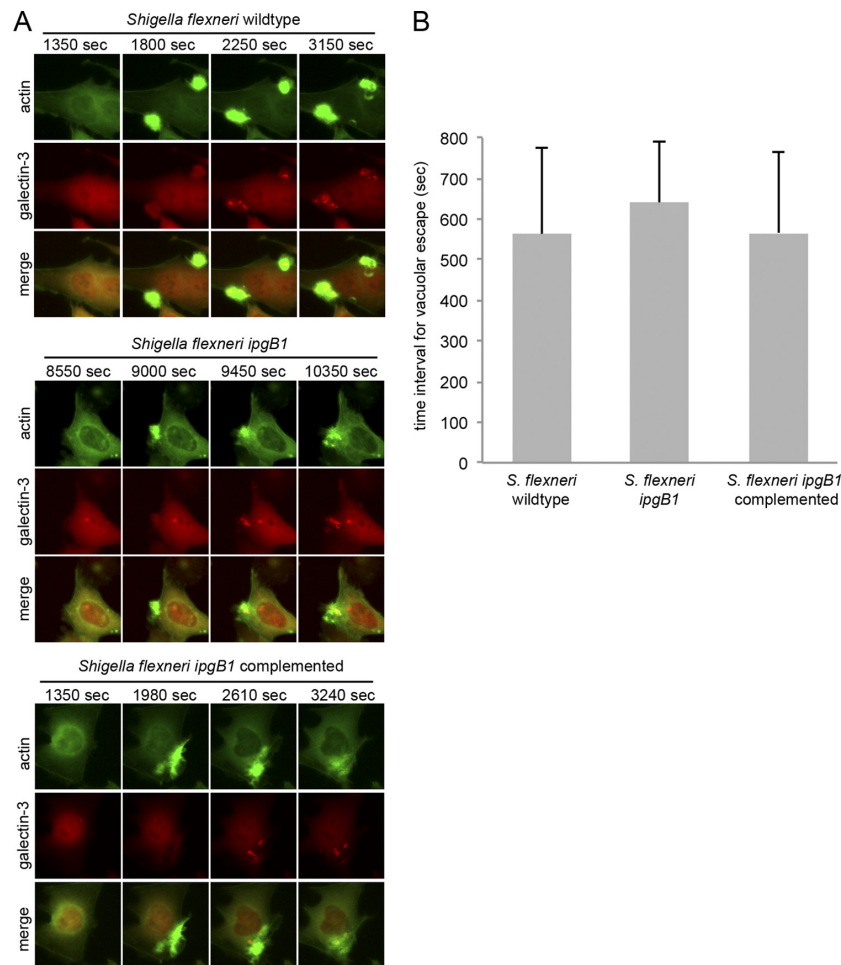 A
Shigella flexneri wildtype
1350 sec 1800 sec 2250 sec 3150 sec
actin
galectin-3
merge
Shigella flexneri ipgB1
8550 sec 9000 sec 9450 sec 10350 sec
actin
galectin-3
merge
Shigella flexneri ipgB1 complemented
1350 sec 1980 sec 2610 sec 3240 sec
actin
galectin-3
merge
B
time interval for vacuolar escape (sec)
800
700
600
500
400
300
200
100
0
S. flexneri
wildtype
S. flexneri
ipgB1
S. flexneri ipgB1
complemented